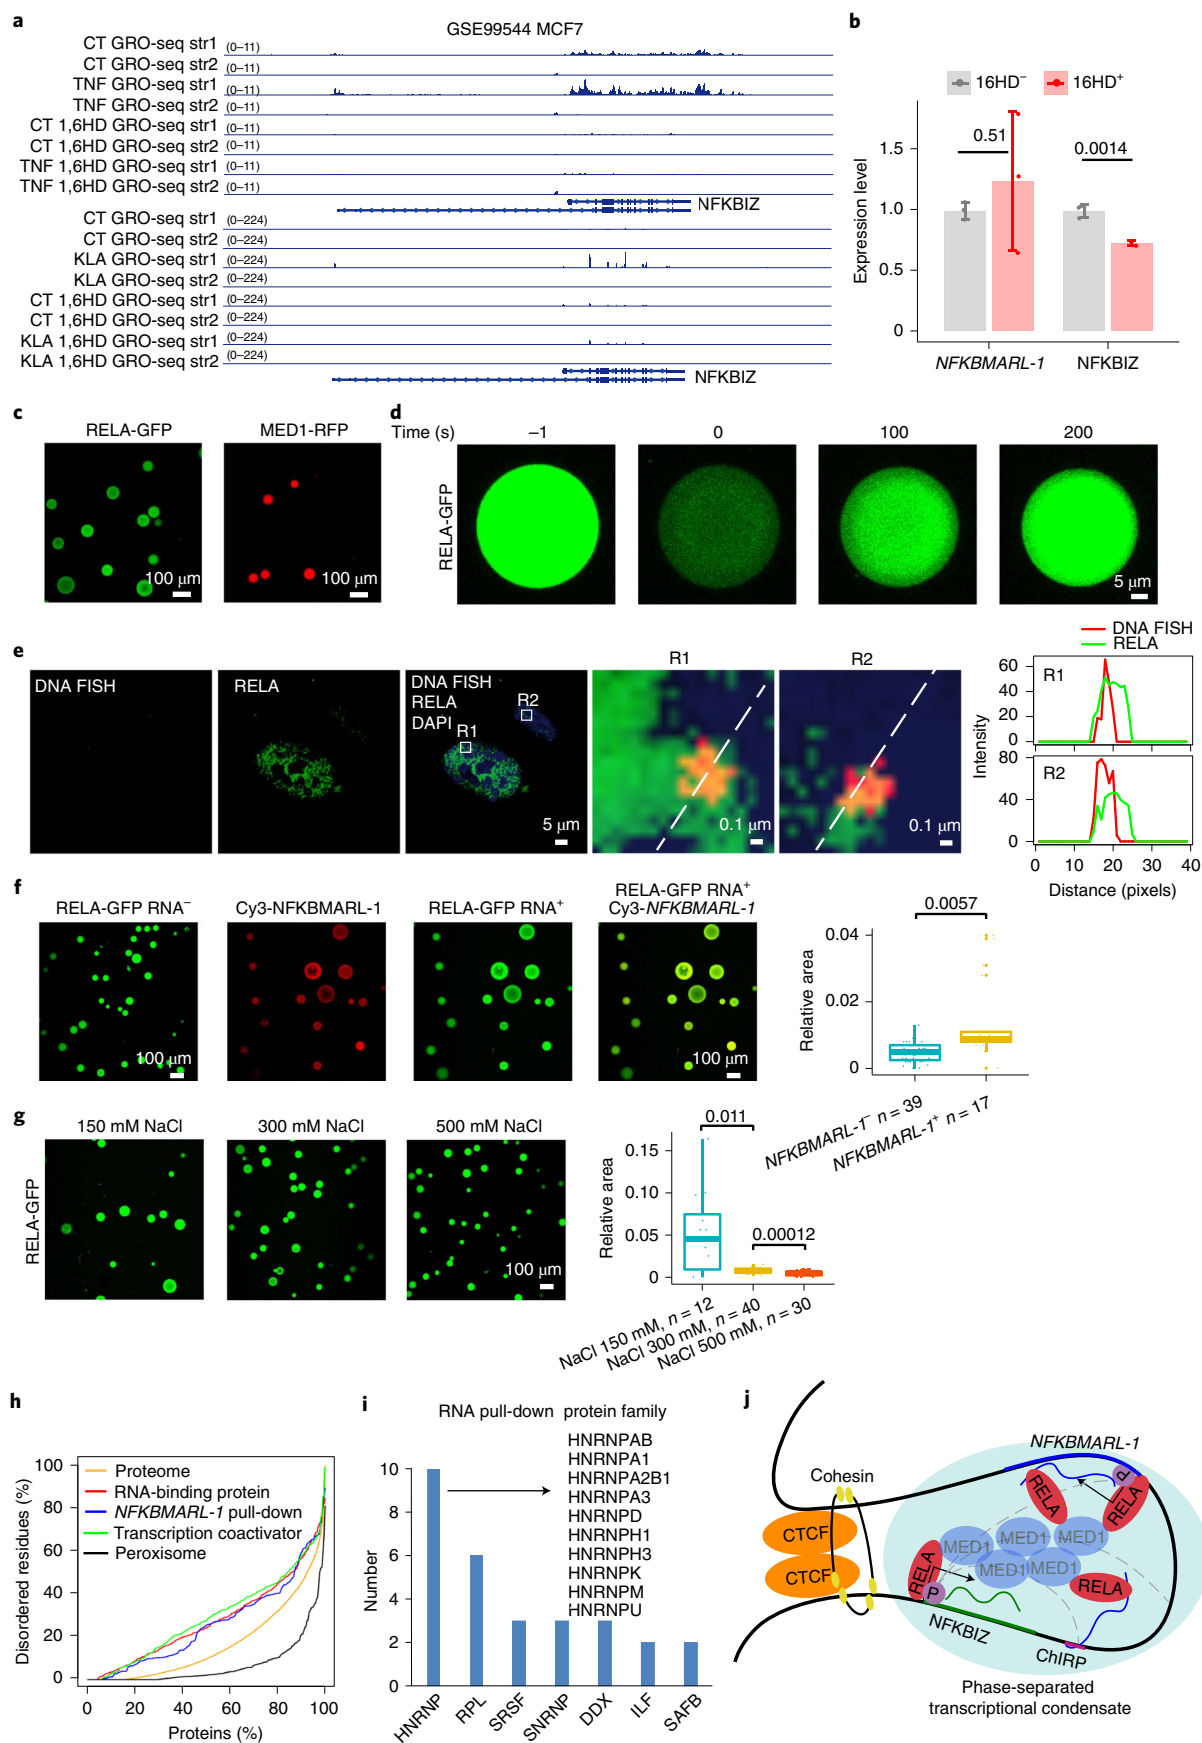 a
GSE99544 MCF7
CT GRO-seq str1 (0–11)
CT GRO-seq str2 (0–11)
TNF GRO-seq str1 (0–11)
TNF GRO-seq str2 (0–11)
CT 1,6HD GRO-seq str1 (0–11)
CT 1,6HD GRO-seq str2 (0–11)
TNF 1,6HD GRO-seq str1 (0–11)
TNF 1,6HD GRO-seq str2 (0–11)
NFKBIZ
CT GRO-seq str1 (0–224)
CT GRO-seq str2 (0–224)
KLA GRO-seq str1 (0–224)
KLA GRO-seq str2 (0–224)
CT 1,6HD GRO-seq str1 (0–224)
CT 1,6HD GRO-seq str2 (0–224)
KLA 1,6HD GRO-seq str1 (0–224)
KLA 1,6HD GRO-seq str2 (0–224)
NFKBIZ
b
16HD⁻ 16HD⁺
Expression level
1.5
1.0
0.5
0
0.51
0.0014
NFKBMARL-1 NFKBIZ
c
RELA-GFP MED1-RFP
100 µm 100 µm
d
Time (s) –1 0 100 200
RELA-GFP
5 µm
e
DNA FISH
RELA
DNA FISH
RELA
DAPI
R1
R2
5 µm
R1
0.1 µm
R2
0.1 µm
DNA FISH
RELA
R1
60
40
20
0
Intensity
R2
80
40
0
0 10 20 30 40
Distance (pixels)
f
RELA-GFP RNA⁻
Cy3-NFKBMARL-1
RELA-GFP RNA⁺
RELA-GFP RNA⁺
Cy3-NFKBMARL-1
100 µm
100 µm
Relative area
0.04
0.02
0
0.0057
NFKBMARL-1⁻ n = 39
NFKBMARL-1⁺ n = 17
g
150 mM NaCl 300 mM NaCl 500 mM NaCl
RELA-GFP
100 µm
Relative area
0.15
0.10
0.05
0
0.011
0.00012
NaCl 150 mM, n = 12
NaCl 300 mM, n = 40
NaCl 500 mM, n = 30
h
Disordered residues (%)
100
80
60
40
20
0
Proteome
RNA-binding protein
NFKBMARL-1 pull-down
Transcription coactivator
Peroxisome
0 20 40 60 80 100
Proteins (%)
i
RNA pull-down protein family
HNRNPAB
HNRNPA1
HNRNPA2B1
HNRNPA3
HNRNPD
HNRNPH1
HNRNPH3
HNRNPK
HNRNPM
HNRNPU
Number
10
8
6
4
2
0
HNRNP RPL SRSF SNRNP DDX ILF SAFB
j
Cohesin
CTCF
CTCF
NFKBMARL-1
RELA
P
RELA
MED1
MED1
MED1
MED1
MED1
RELA
P
RELA
NFKBIZ
ChIRP
Phase-separated
transcriptional condensate